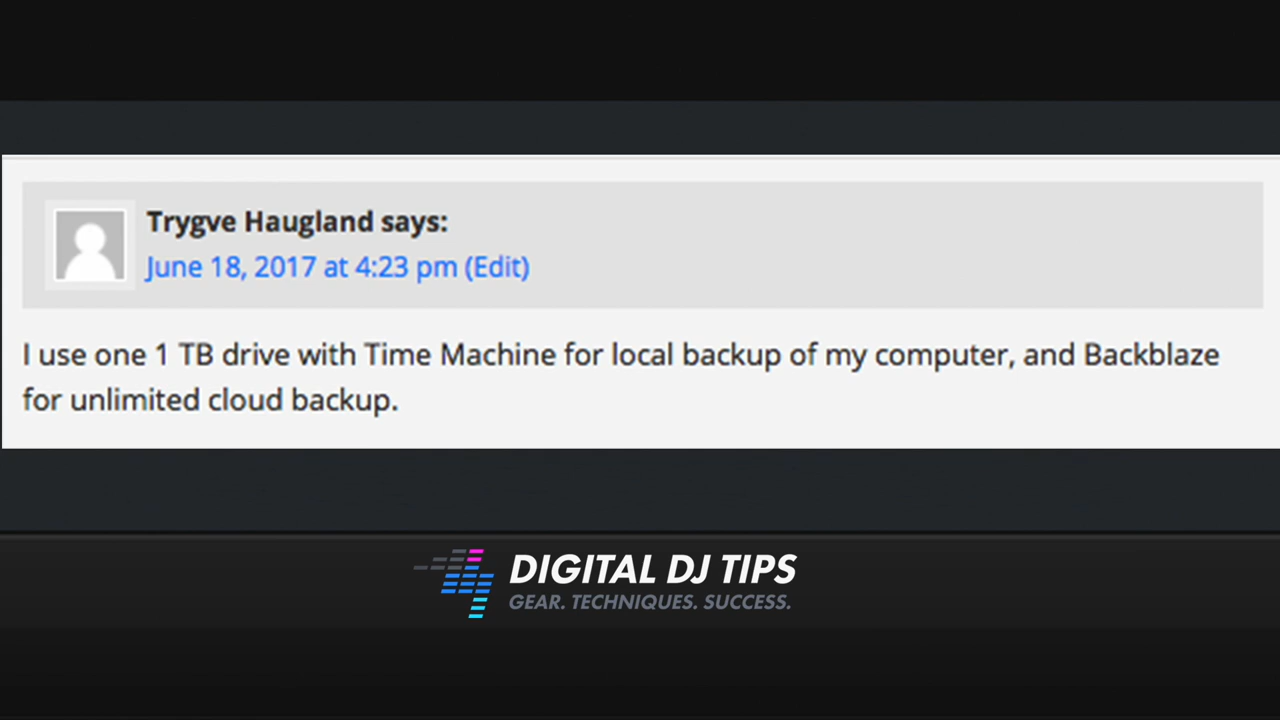 Trygve Haugland says:
June 18, 2017 at 4:23 pm (Edit)
I use one 1 TB drive with Time Machine for local backup of my computer, and Backblaze
for unlimited cloud backup.
DIGITAL DJ TIPS
GEAR. TECHNIQUES. SUCCESS.